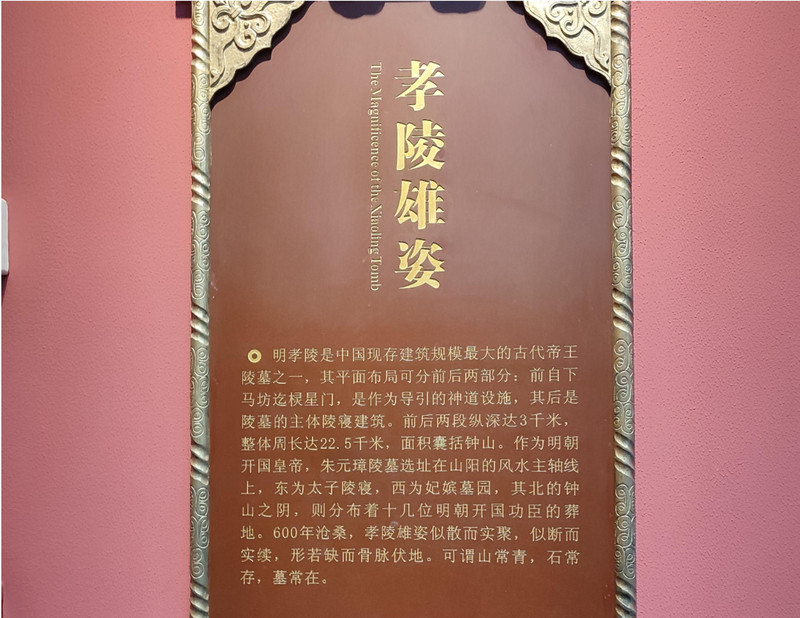 孝陵雄姿
The Magnificence of the Xiaoling Tomb
明孝陵是中国现存建筑规模最大的古代帝王
陵墓之一，其平面布局可分前后两部分：前自下
马坊迄棂星门，是作为导引的神道设施，其后是
陵墓的主体陵寝建筑。前后两段纵深达3千米，
整体周长达22.5千米，面积囊括钟山。作为明朝
开国皇帝，朱元璋陵墓选址在山阳的风水主轴线
上，东为太子陵寝，西为妃嫔墓园，其北的钟
山之阴，则分布着十几位明朝开国功臣的葬
地。600年沧桑，孝陵雄姿似散而实聚，似断而
实续，形若缺而骨脉伏地。可谓山常青，石常
存，墓常在。